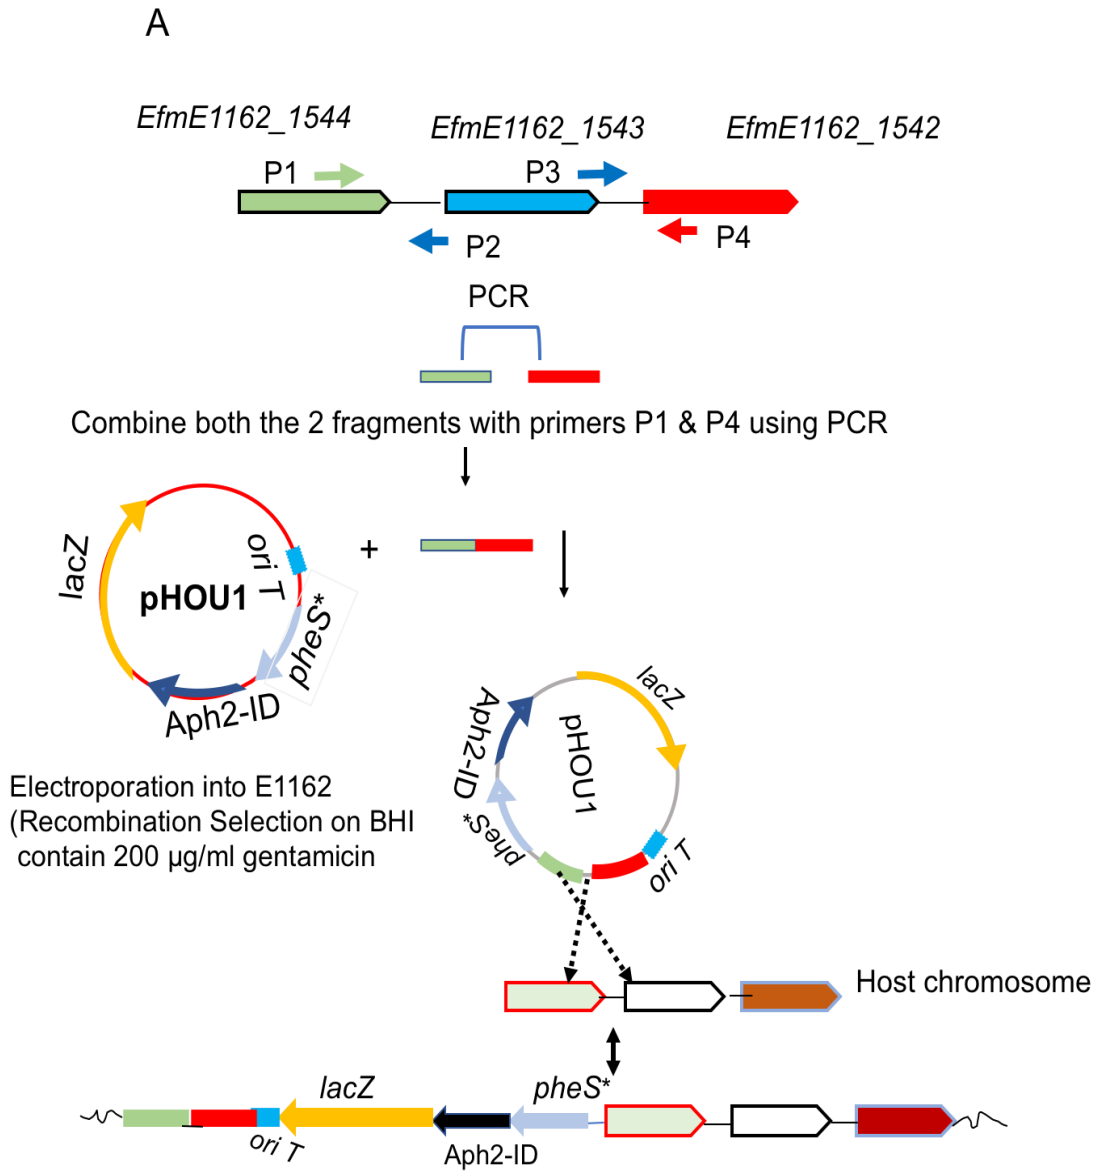 A
EfmE1162_1544
EfmE1162_1543
EfmE1162_1542
P1
P3
P2
P4
PCR
Combine both the 2 fragments with primers P1 & P4 using PCR
lacZ
ori T
pHOU1
pheS*
Aph2-ID
+
lacZ
Aph2-ID
pHOU1
pheS*
ori T
Electroporation into E1162
(Recombination Selection on BHI
contain 200 µg/ml gentamicin
Host chromosome
lacZ
pheS*
ori T
Aph2-ID